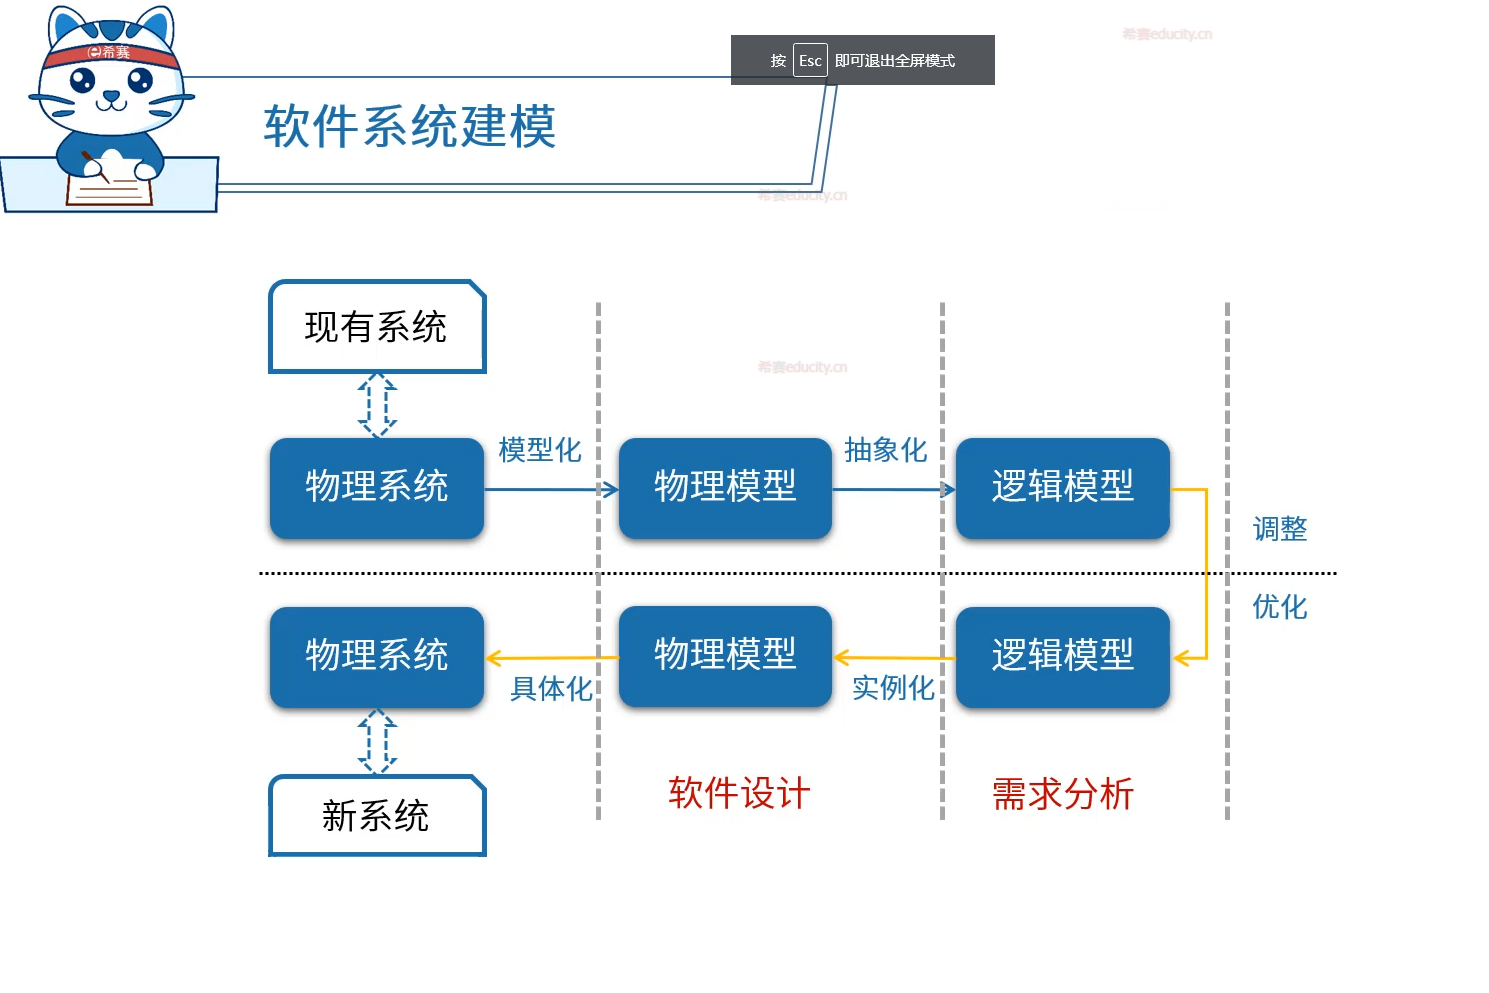 希赛
希赛educity.cn
按 Esc 即可退出全屏模式
软件系统建模
希赛educity.cn
现有系统
希赛educity.cn
物理系统
模型化
物理模型
抽象化
逻辑模型
调整
优化
物理系统
具体化
物理模型
实例化
逻辑模型
新系统
软件设计
需求分析